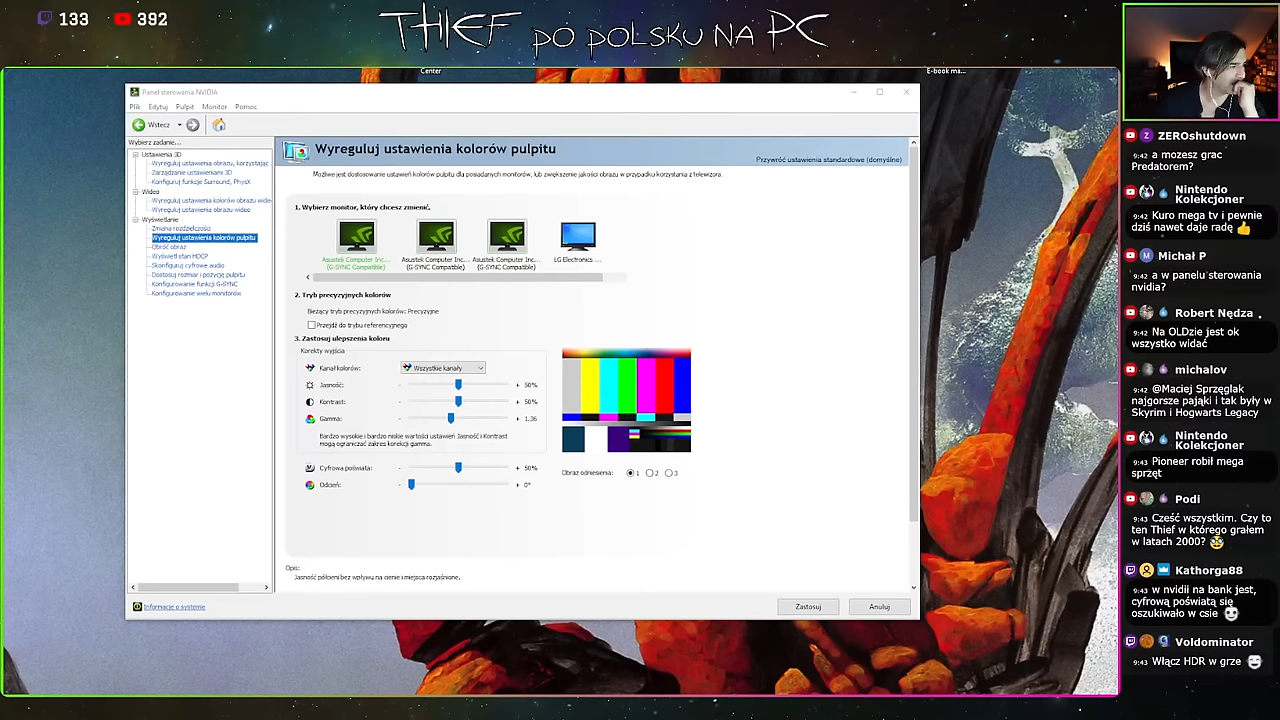 133
392
THIEF PO POLSKU NA PC
Center
E-book ma...
Panel sterowania NVIDIA
Plik Edytuj Pulpit Monitor Pomoc
Wstecz
Wybierz zadanie...
Ustawienia 3D
Wyreguluj ustawienia obrazu, korzystając
Zarządzanie ustawieniami 3D
Konfiguruj funkcje Surround, PhysX
Wideo
Wyreguluj ustawienia kolorów obrazu wide
Wyreguluj ustawienia obrazu wideo
Wyświetlanie
Zmiana rozdzielczości
Wyreguluj ustawienia kolorów pulpitu
Obróć obraz
Wyświetl stan HDCP
Skonfiguruj cyfrowe audio
Dostosuj rozmiar i pozycję pulpitu
Konfigurowanie funkcji G-SYNC
Konfigurowanie wielu monitorów
Informacje o systemie
Wyreguluj ustawienia kolorów pulpitu
Przywróć ustawienia standardowe (domyślne)
Możliwe jest dostosowanie ustawień kolorów pulpitu dla posiadanych monitorów, lub zwiększenie jakości obrazu w przypadku korzystania z telewizora.
1. Wybierz monitor, który chcesz zmienić.
Asustek Computer Inc... (G-SYNC Compatible)
Asustek Computer Inc... (G-SYNC Compatible)
Asustek Computer Inc... (G-SYNC Compatible)
LG Electronics ...
2. Tryb precyzyjnych kolorów
Bieżący tryb precyzyjnych kolorów: Precyzyjne
Przejdź do trybu referencyjnego
3. Zastosuj ulepszenia koloru
Korekty wyjścia
Kanał kolorów: Wszystkie kanały
Jasność: - + 50%
Kontrast: - + 50%
Gamma: - + 1.36
Bardzo wysokie i bardzo niskie wartości ustawień Jasność i Kontrast
mogą ograniczać zakres korekcji gamma.
Cyfrowa poświata: - + 50%
Odcień: - + 0°
Obraz odniesienia: 1 2 3
Opis:
Jasność półcieni bez wpływu na cienie i miejsca rozjaśnione.
Zastosuj Anuluj
ZEROshutdown
9:42 a mozesz grac
Predetorem?
Nintendo
Kolekcjoner
9:42 Kuro mega tv i pewnie
dziś nawet daje radę 👍
Michał P
9:42 a w panelu sterowania
nvidia?
Robert Nędza .
9:42 Na OLDzie jest ok
wszystko widać
michalov
9:42 @Maciej Sprzęglak
najgorsze pająki i tak były w
Skyrim i Hogwarts Legacy
Nintendo
Kolekcjoner
9:43 Pioneer robił mega
sprzęt
Podi
9:43 Cześć wszystkim. Czy to
ten Thief w którego grałem
w latach 2000?
Kathorga88
9:43 w nvidii na bank jest,
cyfrową poświatą się
oszukiwało w csie
Voldominator
9:43 Włącz HDR w grze